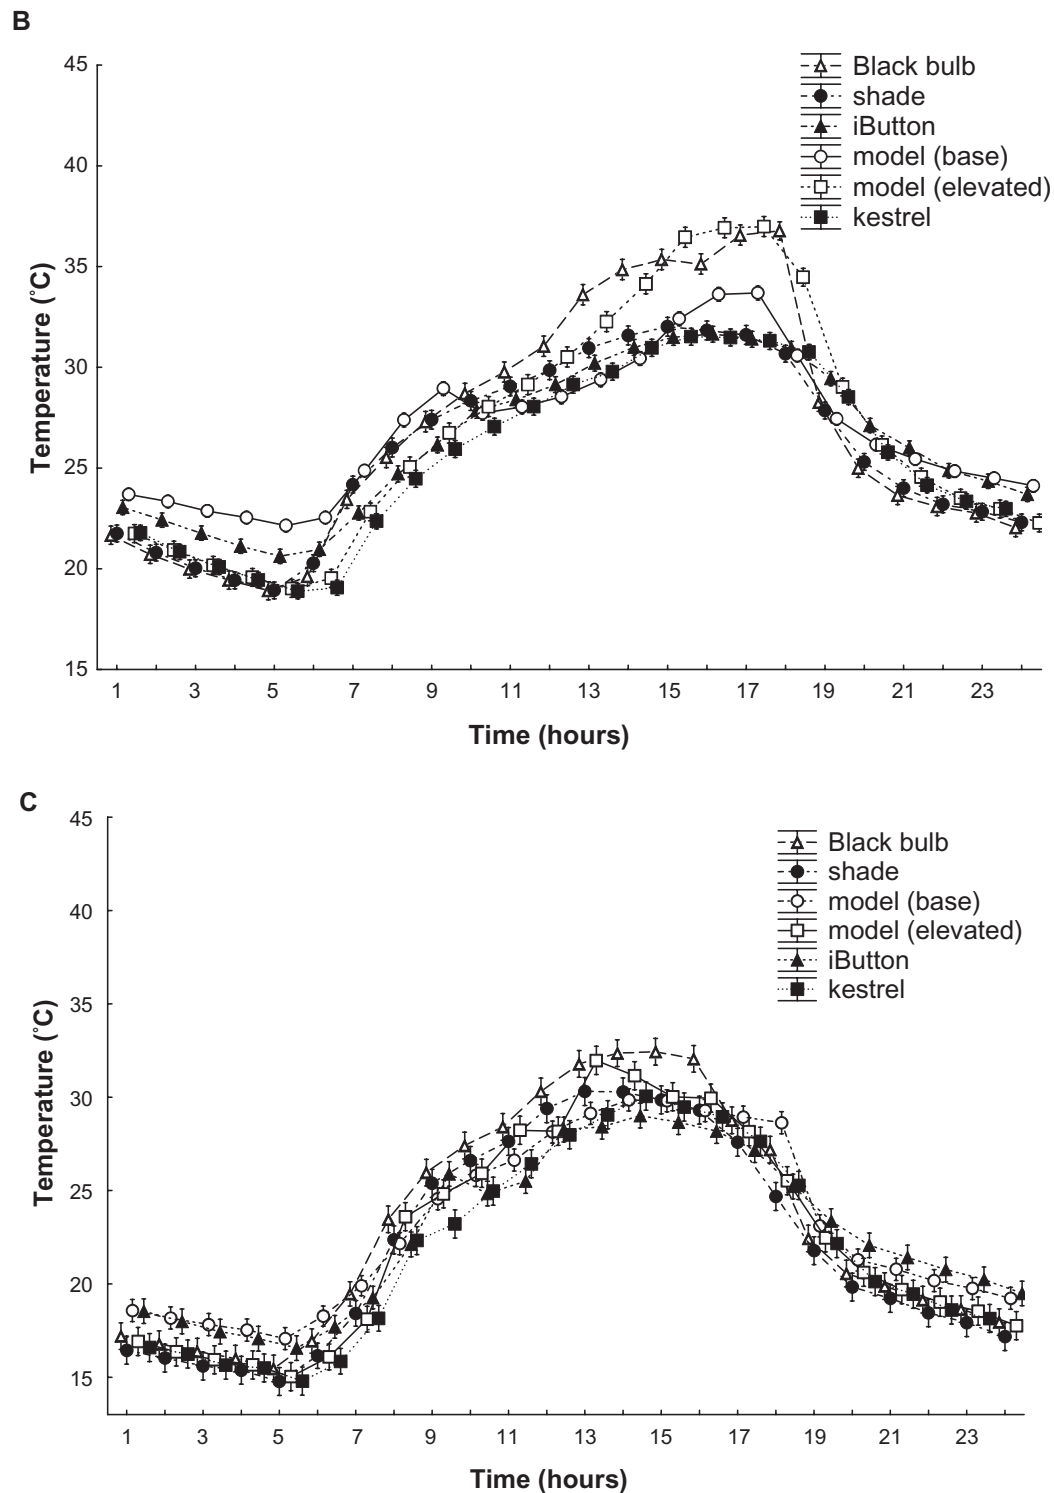 B
45
40
35
30
25
20
15
Temperature (˚C)
Black bulb
shade
iButton
model (base)
model (elevated)
kestrel
1 3 5 7 9 11 13 15 17 19 21 23
Time (hours)
C
45
40
35
30
25
20
15
Temperature (˚C)
Black bulb
shade
model (base)
model (elevated)
iButton
kestrel
1 3 5 7 9 11 13 15 17 19 21 23
Time (hours)